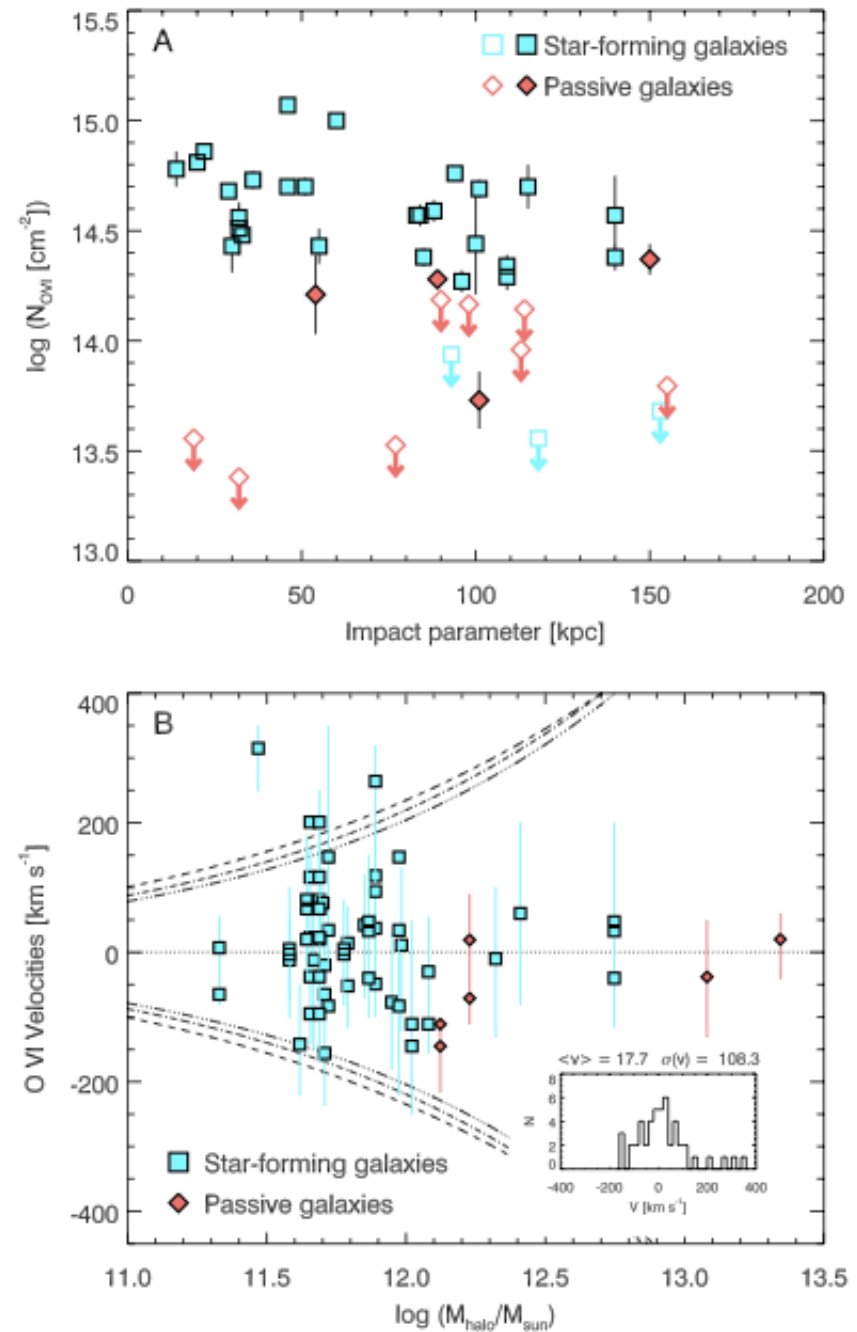 15.5
A
Star-forming galaxies
Passive galaxies
15.0
14.5
14.0
13.5
13.0
log (N_OVI [cm⁻²])
0 50 100 150 200
Impact parameter [kpc]
400
B
200
0
-200
-400
O VI Velocities [km s⁻¹]
<v> = 17.7 σ(v) = 108.3
8
6
4
2
0
N
-400 -200 0 200 400
V [km s⁻¹]
Star-forming galaxies
Passive galaxies
11.0 11.5 12.0 12.5 13.0 13.5
log (M_halo/M_sun)